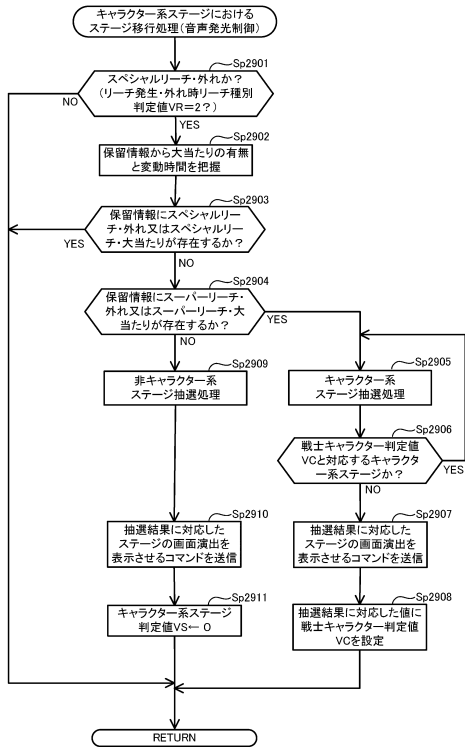 キャラクター系ステージにおける
ステージ移行処理(音声発光制御)
Sp2901
スペシャルリーチ・外れか?
(リーチ発生・外れ時リーチ種別
判定値VR=2?)
NO
YES
Sp2902
保留情報から大当たりの有無
と変動時間を把握
Sp2903
保留情報にスペシャルリー
チ・外れ又はスペシャルリー
チ・大当たりが存在するか?
YES
NO
Sp2904
保留情報にスーパーリーチ・
外れ又はスーパーリーチ・大
当たりが存在するか?
YES
NO
Sp2909
非キャラクター系
ステージ抽選処理
Sp2905
キャラクター系
ステージ抽選処理
Sp2906
戦士キャラクター判定値
VCと対応するキャラクタ
ー系ステージか?
YES
NO
Sp2910
抽選結果に対応した
ステージの画面演出を
表示させるコマンドを送信
Sp2907
抽選結果に対応した
ステージの画面演出を
表示させるコマンドを送信
Sp2911
キャラクター系ステージ
判定値VS← 0
Sp2908
抽選結果に対応した値に
戦士キャラクター判定値
VCを設定
RETURN